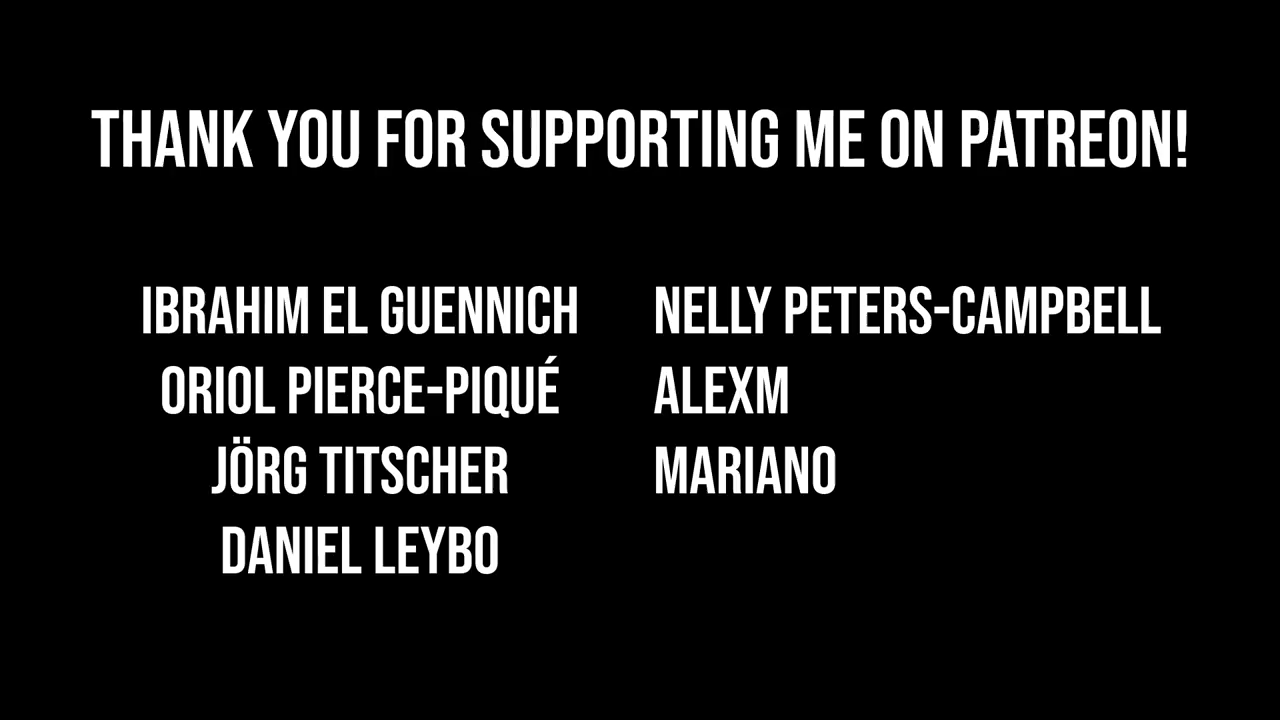 THANK YOU FOR SUPPORTING ME ON PATREON!
IBRAHIM EL GUENNICH
ORIOL PIERCE-PIQUÉ
JÖRG TITSCHER
DANIEL LEYBO
NELLY PETERS-CAMPBELL
ALEXM
MARIANO